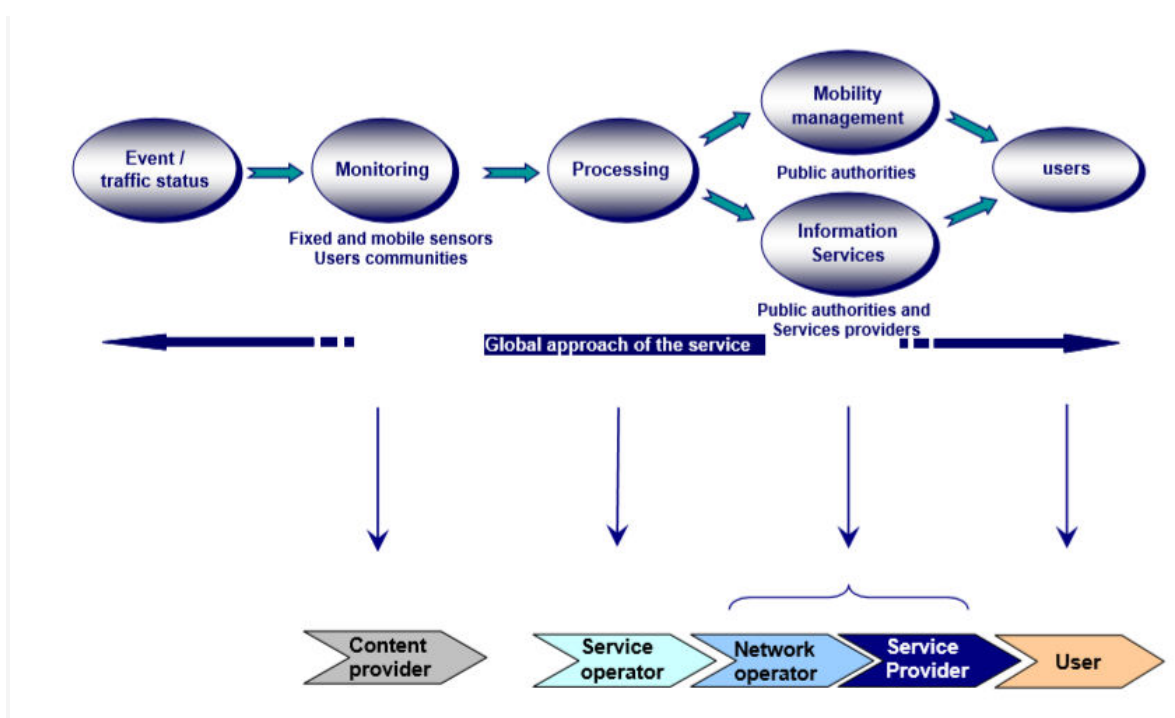 Event /
traffic status
Monitoring
Fixed and mobile sensors
Users communities
Processing
Mobility
management
Public authorities
Information
Services
Public authorities and
Services providers
users
Global approach of the service
Content
provider
Service
operator
Network
operator
Service
Provider
User